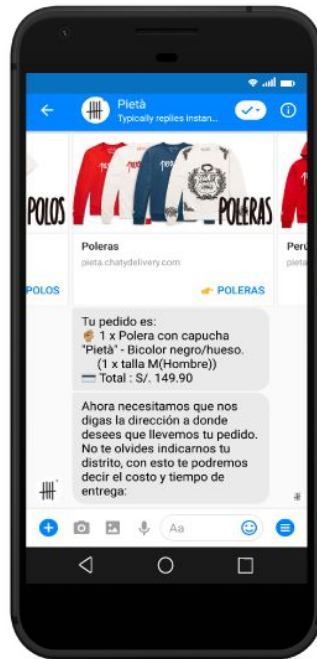 Pietà
Typically replies instan...
POLOS
Poleras
pieta.chatydelivery.com
POLERAS
Peru
pieta
POLOS
👉 POLERAS
Tu pedido es:
✊🏽 1 x Polera con capucha
"Pietà" - Bicolor negro/hueso.
(1 x talla M(Hombre))
💳 Total : S/. 149.90
Ahora necesitamos que nos
digas la dirección a donde
desees que llevemos tu pedido.
No te olvides indicarnos tu
distrito, con esto te podremos
decir el costo y tiempo de
entrega:
Aa